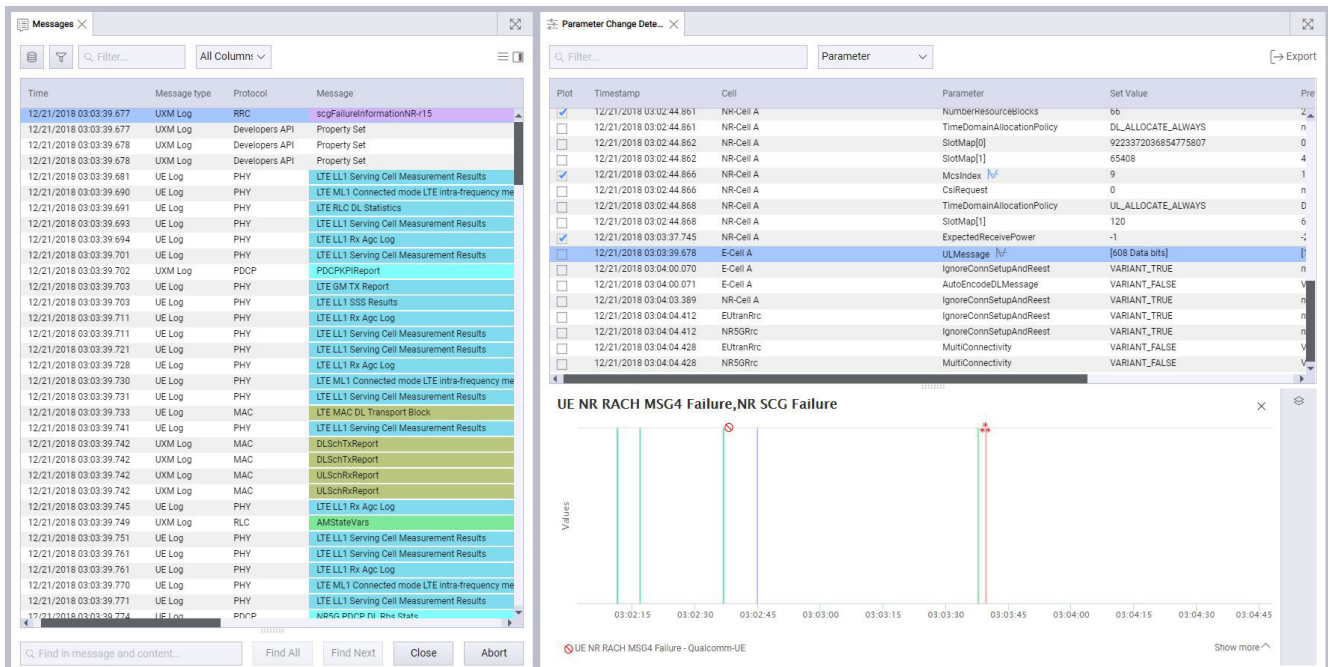 Messages
Filter...
All Columns
Time Message type Protocol Message
12/21/2018 03:03:39.677 UXM Log RRC scgFailureInformationNR-r15
12/21/2018 03:03:39.677 UXM Log Developers API Property Set
12/21/2018 03:03:39.678 UXM Log Developers API Property Set
12/21/2018 03:03:39.678 UXM Log Developers API Property Set
12/21/2018 03:03:39.681 UE Log PHY LTE LL1 Serving Cell Measurement Results
12/21/2018 03:03:39.690 UE Log PHY LTE ML1 Connected mode LTE intra-frequency me
12/21/2018 03:03:39.691 UE Log PHY LTE RLC DL Statistics
12/21/2018 03:03:39.693 UE Log PHY LTE LL1 Serving Cell Measurement Results
12/21/2018 03:03:39.694 UE Log PHY LTE LL1 Rx Agc Log
12/21/2018 03:03:39.701 UE Log PHY LTE LL1 Serving Cell Measurement Results
12/21/2018 03:03:39.702 UXM Log PDCP PDCPKPIReport
12/21/2018 03:03:39.703 UE Log PHY LTE GM TX Report
12/21/2018 03:03:39.703 UE Log PHY LTE LL1 SSS Results
12/21/2018 03:03:39.711 UE Log PHY LTE LL1 Rx Agc Log
12/21/2018 03:03:39.711 UE Log PHY LTE LL1 Serving Cell Measurement Results
12/21/2018 03:03:39.721 UE Log PHY LTE LL1 Serving Cell Measurement Results
12/21/2018 03:03:39.728 UE Log PHY LTE LL1 Rx Agc Log
12/21/2018 03:03:39.730 UE Log PHY LTE ML1 Connected mode LTE intra-frequency me
12/21/2018 03:03:39.731 UE Log PHY LTE LL1 Serving Cell Measurement Results
12/21/2018 03:03:39.733 UE Log MAC LTE MAC DL Transport Block
12/21/2018 03:03:39.741 UE Log PHY LTE LL1 Serving Cell Measurement Results
12/21/2018 03:03:39.742 UXM Log MAC DLSchTxReport
12/21/2018 03:03:39.742 UXM Log MAC DLSchTxReport
12/21/2018 03:03:39.742 UXM Log MAC ULSchRxReport
12/21/2018 03:03:39.742 UXM Log MAC ULSchRxReport
12/21/2018 03:03:39.745 UE Log PHY LTE LL1 Rx Agc Log
12/21/2018 03:03:39.749 UXM Log RLC AMStateVars
12/21/2018 03:03:39.751 UE Log PHY LTE LL1 Serving Cell Measurement Results
12/21/2018 03:03:39.761 UE Log PHY LTE LL1 Serving Cell Measurement Results
12/21/2018 03:03:39.761 UE Log PHY LTE LL1 Rx Agc Log
12/21/2018 03:03:39.770 UE Log PHY LTE ML1 Connected mode LTE intra-frequency me
12/21/2018 03:03:39.771 UE Log PHY LTE LL1 Serving Cell Measurement Results
12/21/2018 03:03:39.774 UE Log PDCP NR5G PDCP DL Rbs Stats
Find in message and content... Find All Find Next Close Abort
Parameter Change Dete...
Filter... Parameter Export
Plot Timestamp Cell Parameter Set Value Pre
12/21/2018 03:02:44.861 NR-Cell A NumberResourceBlocks 66 2
12/21/2018 03:02:44.861 NR-Cell A TimeDomainAllocationPolicy DL_ALLOCATE_ALWAYS n
12/21/2018 03:02:44.862 NR-Cell A SlotMap[0] 9223372036854775807 0
12/21/2018 03:02:44.862 NR-Cell A SlotMap[1] 65408 4
12/21/2018 03:02:44.866 NR-Cell A McsIndex 9 1
12/21/2018 03:02:44.866 NR-Cell A CsiRequest 0 n
12/21/2018 03:02:44.868 NR-Cell A TimeDomainAllocationPolicy UL_ALLOCATE_ALWAYS D
12/21/2018 03:02:44.868 NR-Cell A SlotMap[1] 120 6
12/21/2018 03:03:37.745 NR-Cell A ExpectedReceivePower -1 -2
12/21/2018 03:03:39.678 E-Cell A ULMessage [608 Data bits] [1
12/21/2018 03:04:00.070 E-Cell A IgnoreConnSetupAndReest VARIANT_TRUE n
12/21/2018 03:04:00.071 E-Cell A AutoEncodeDLMessage VARIANT_FALSE V
12/21/2018 03:04:03.389 NR-Cell A IgnoreConnSetupAndReest VARIANT_TRUE n
12/21/2018 03:04:04.412 EUtranRrc IgnoreConnSetupAndReest VARIANT_TRUE n
12/21/2018 03:04:04.412 NR5GRrc IgnoreConnSetupAndReest VARIANT_TRUE n
12/21/2018 03:04:04.428 EUtranRrc MultiConnectivity VARIANT_FALSE V
12/21/2018 03:04:04.428 NR5GRrc MultiConnectivity VARIANT_FALSE V
UE NR RACH MSG4 Failure,NR SCG Failure
Values
03:02:15 03:02:30 03:02:45 03:03:00 03:03:15 03:03:30 03:03:45 03:04:00 03:04:15 03:04:30 03:04:45
UE NR RACH MSG4 Failure - Qualcomm-UE Show more